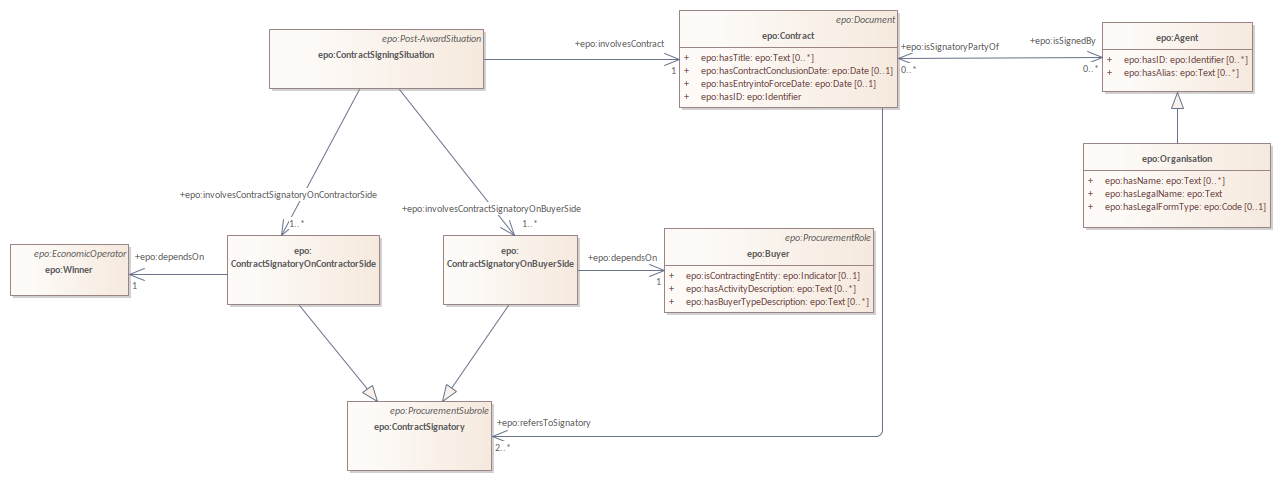 epo:Post-AwardSituation
epo:ContractSigningSituation
+epo:involvesContract
1
epo:Document
epo:Contract
+ epo:hasTitle: epo:Text [0..*]
+ epo:hasContractConclusionDate: epo:Date [0..1]
+ epo:hasEntryintoForceDate: epo:Date [0..1]
+ epo:hasID: epo:Identifier
+epo:isSignatoryPartyOf
0..*
+epo:isSignedBy
0..*
epo:Agent
+ epo:hasID: epo:Identifier [0..*]
+ epo:hasAlias: epo:Text [0..*]
epo:Organisation
+ epo:hasName: epo:Text [0..*]
+ epo:hasLegalName: epo:Text
+ epo:hasLegalFormType: epo:Code [0..1]
+epo:involvesContractSignatoryOnContractorSide
1..*
+epo:involvesContractSignatoryOnBuyerSide
1..*
epo:EconomicOperator
epo:Winner
+epo:dependsOn
1
epo:
ContractSignatoryOnContractorSide
epo:
ContractSignatoryOnBuyerSide
+epo:dependsOn
1
epo:ProcurementRole
epo:Buyer
+ epo:isContractingEntity: epo:Indicator [0..1]
+ epo:hasActivityDescription: epo:Text [0..*]
+ epo:hasBuyerTypeDescription: epo:Text [0..*]
epo:ProcurementSubrole
epo:ContractSignatory
+epo:refersToSignatory
2..*